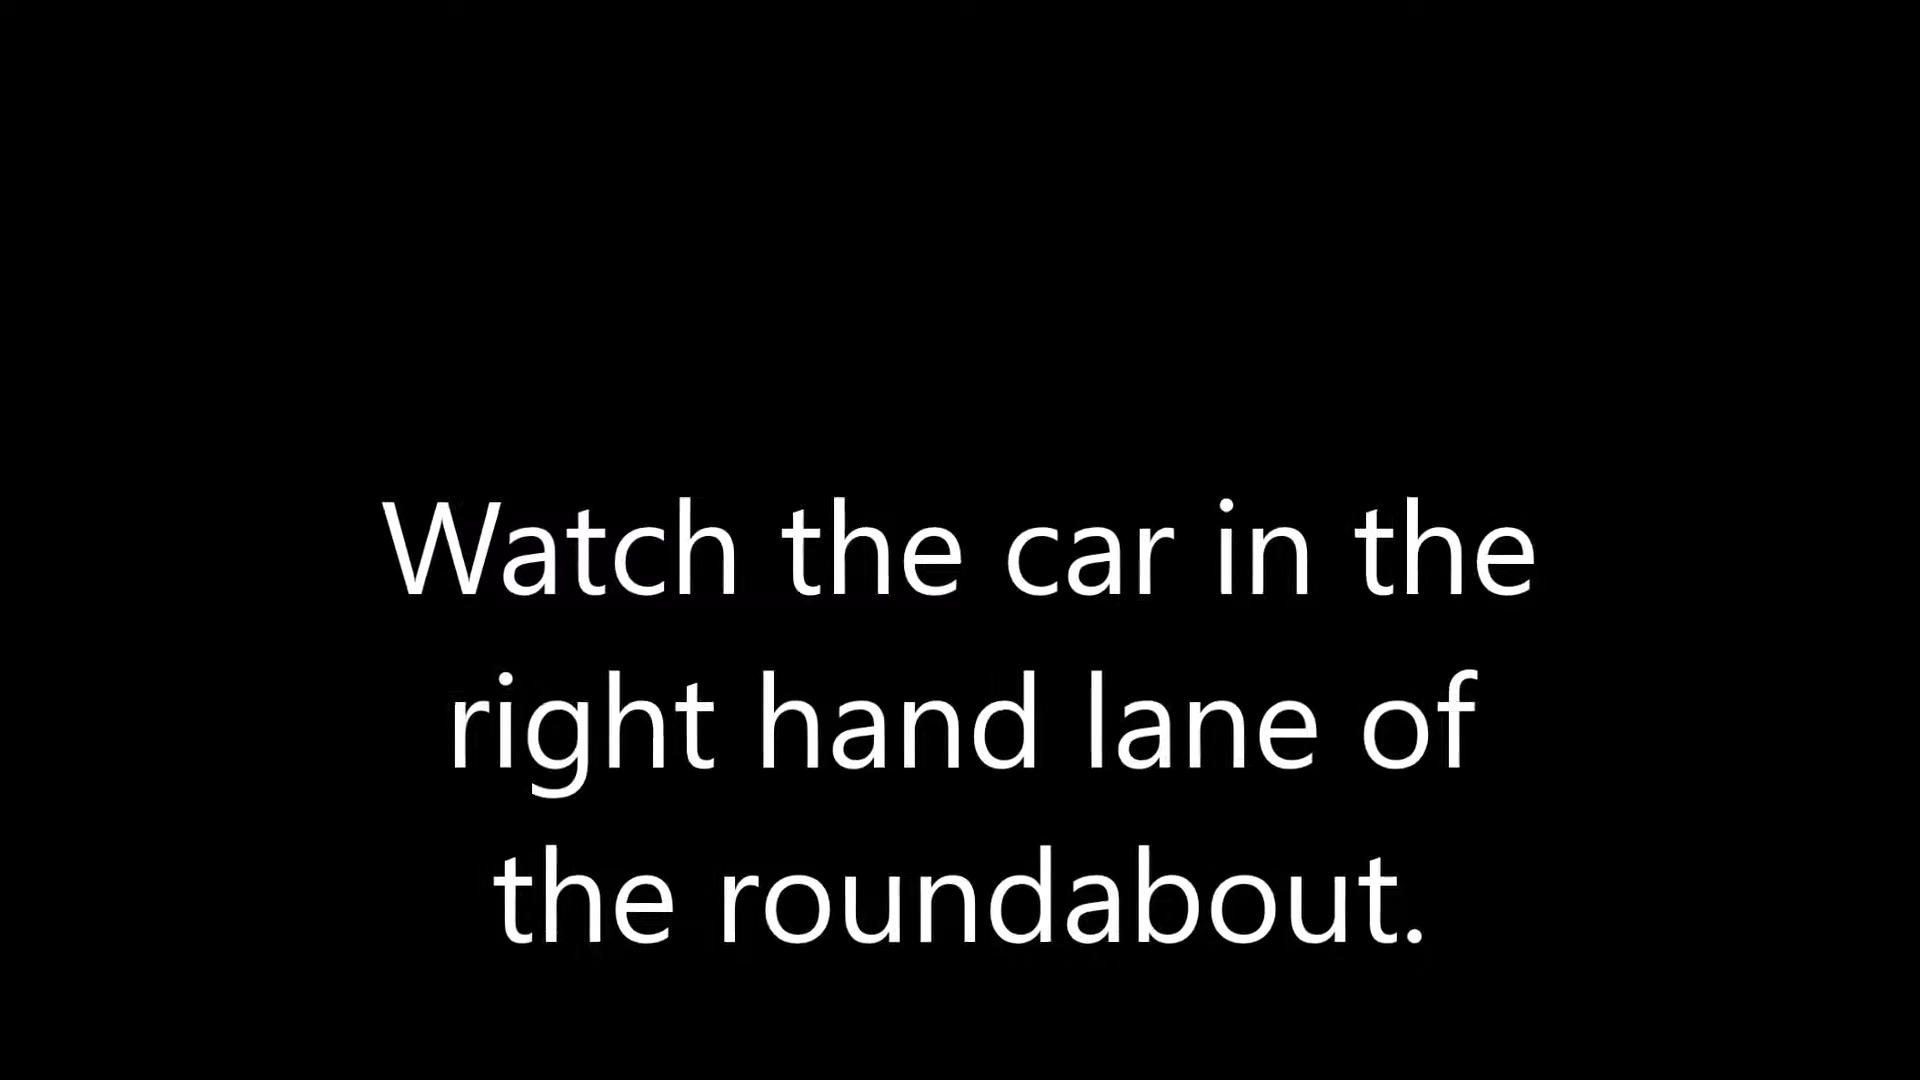 Watch the car in the
right hand lane of
the roundabout.